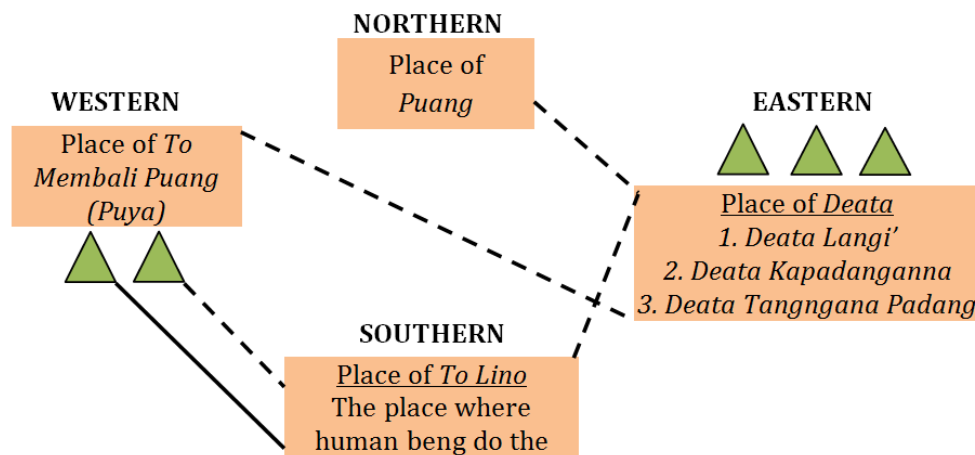 NORTHERN
Place of
Puang
WESTERN
Place of To
Membali Puang
(Puya)
EASTERN
Place of Deata
1. Deata Langi’
2. Deata Kapadanganna
3. Deata Tangngana Padang
SOUTHERN
Place of To Lino
The place where
human beng do the